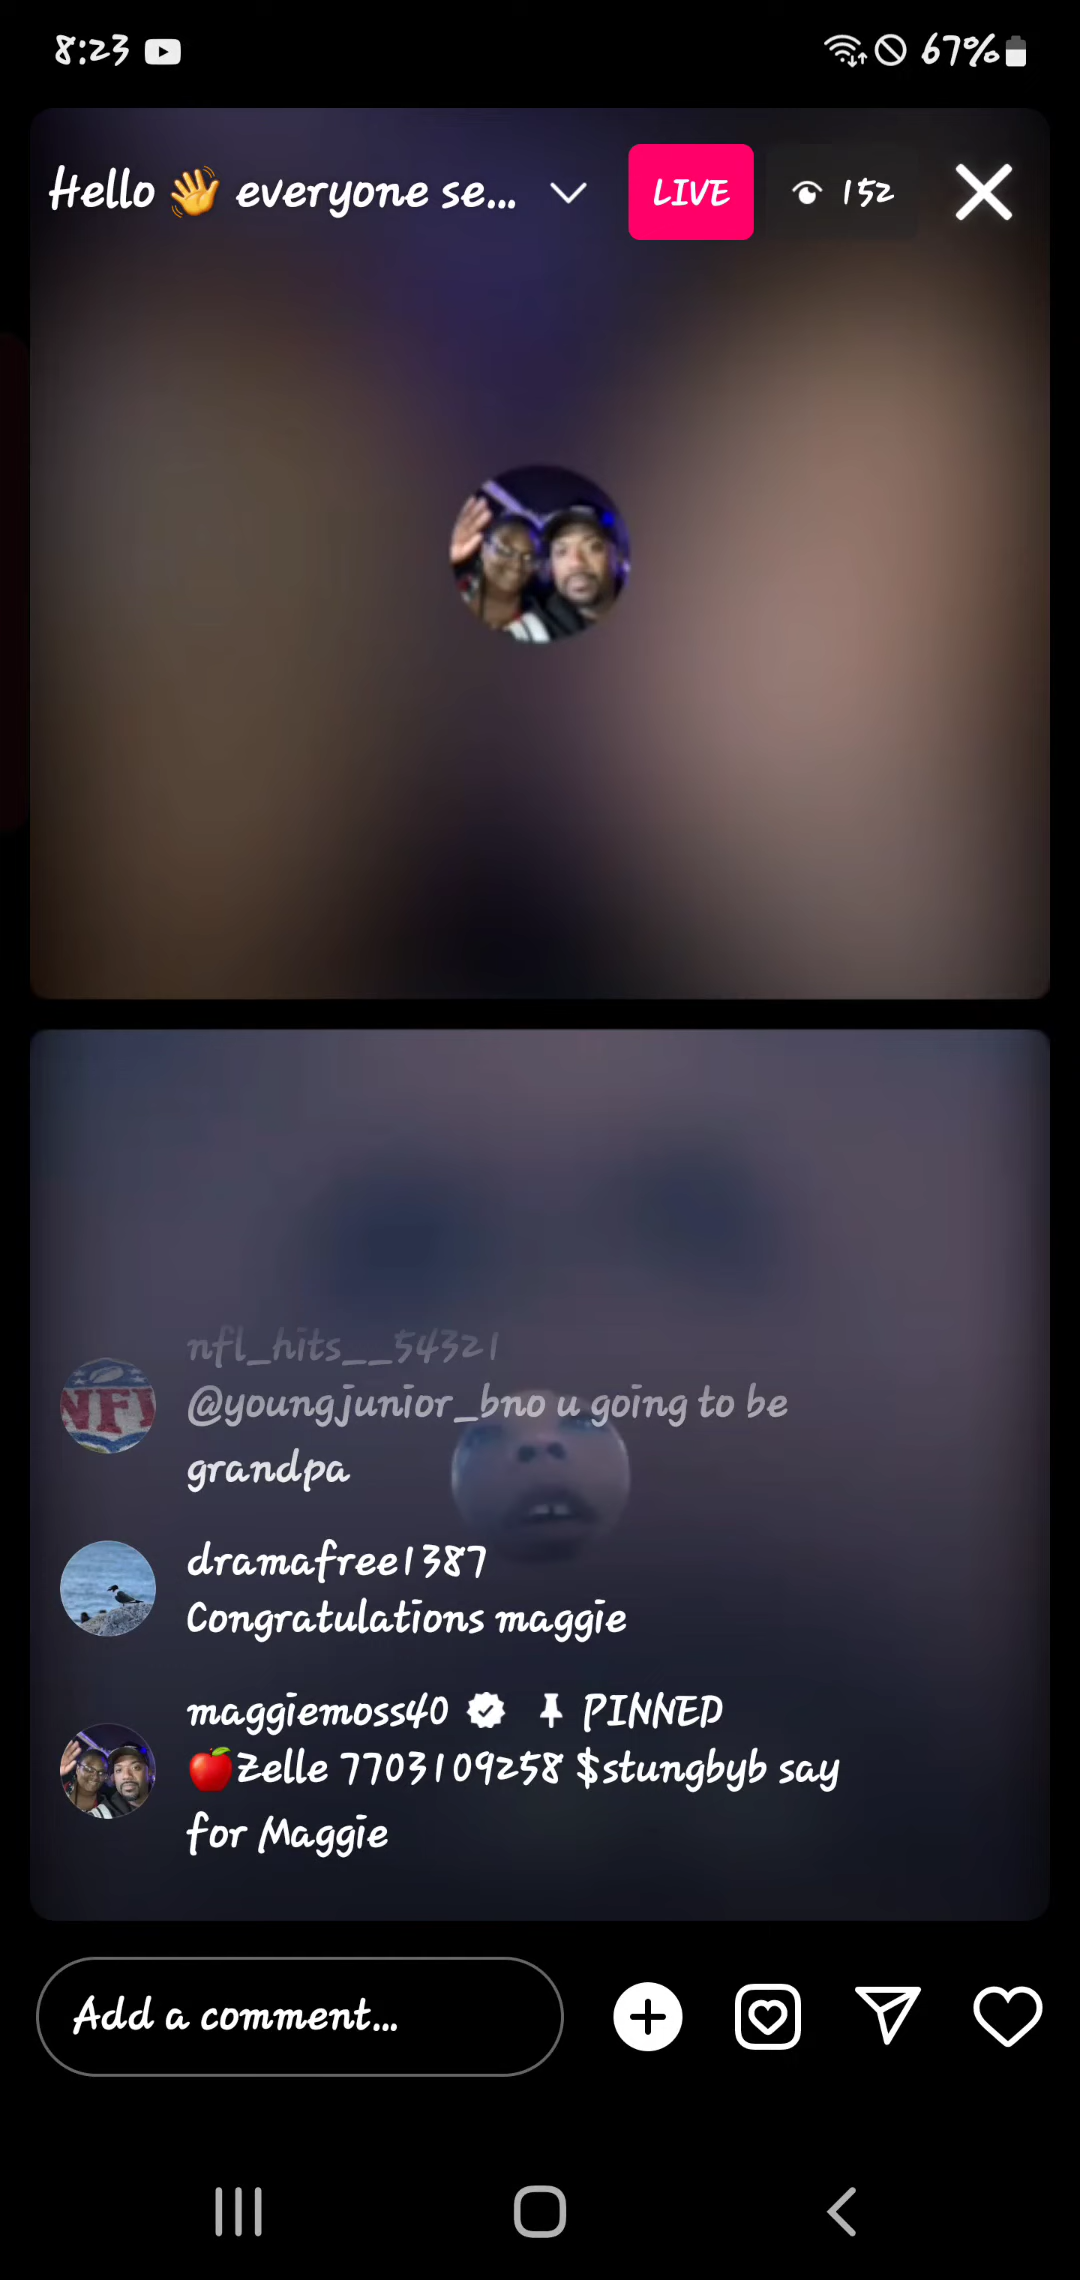 8:23 67%
Hello 👋 everyone se... LIVE 152
nfl_hits__54321
@youngjunior_bno u going to be
grandpa
NFL
dramafree1387
Congratulations maggie
maggiemoss40 PINNED
🍎Zelle 7703109258 $stungbyb say
for Maggie
Add a comment...